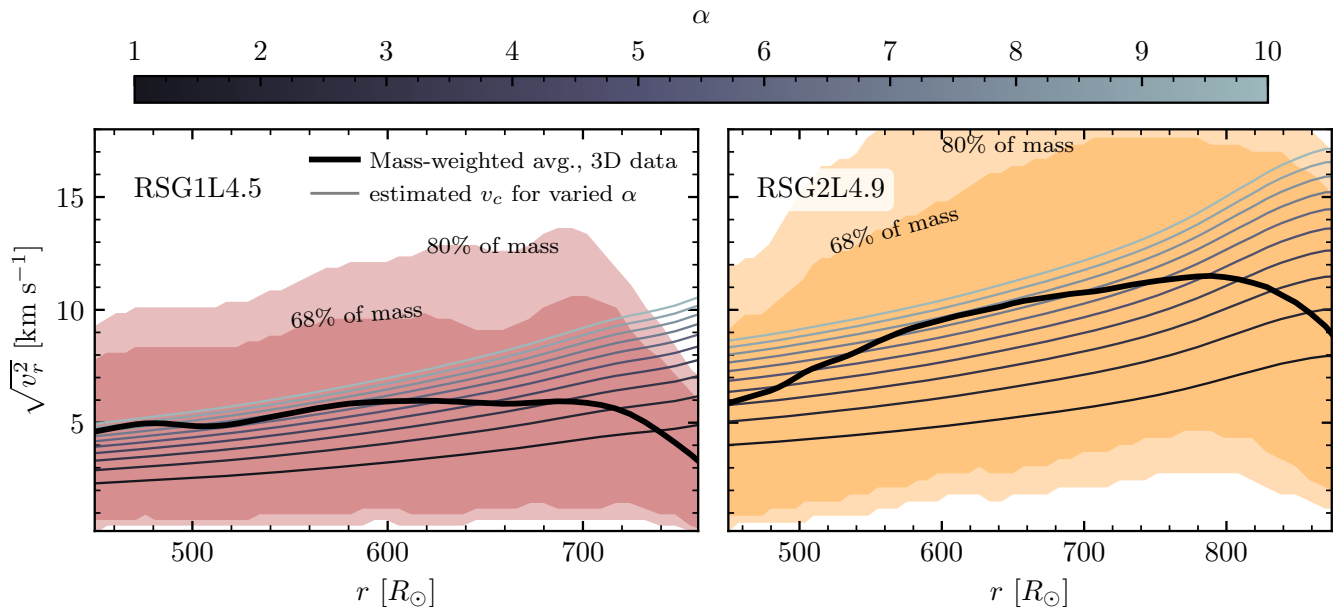 α
1 2 3 4 5 6 7 8 9 10
Mass-weighted avg., 3D data
estimated v_c for varied α
RSG1L4.5
80% of mass
68% of mass
80% of mass
RSG2L4.9
68% of mass
15
10
5
√v_r^2 [km s^−1]
500 600 700
500 600 700 800
r [R_⊙]
r [R_⊙]